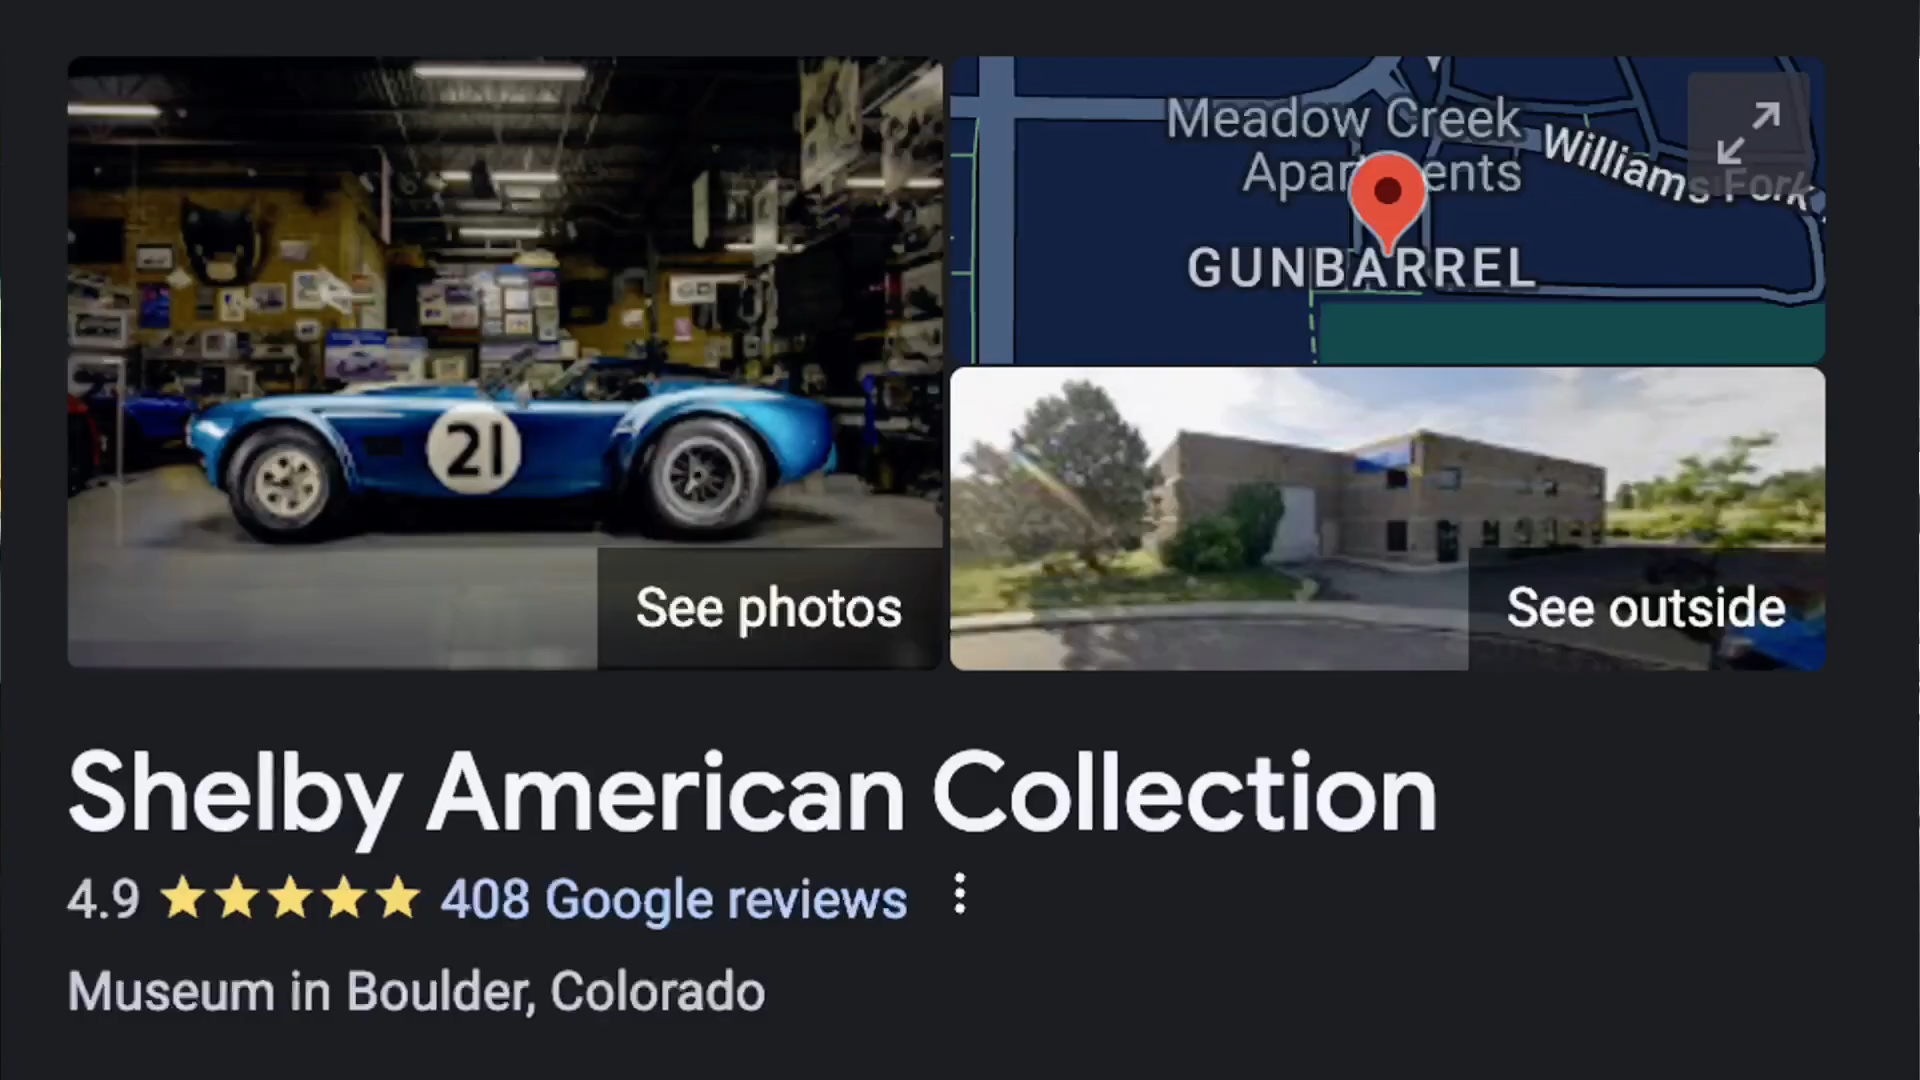 21
See photos
Meadow Creek
Williams Fork
GUNBARREL
See outside
Shelby American Collection
4.9 408 Google reviews
Museum in Boulder, Colorado